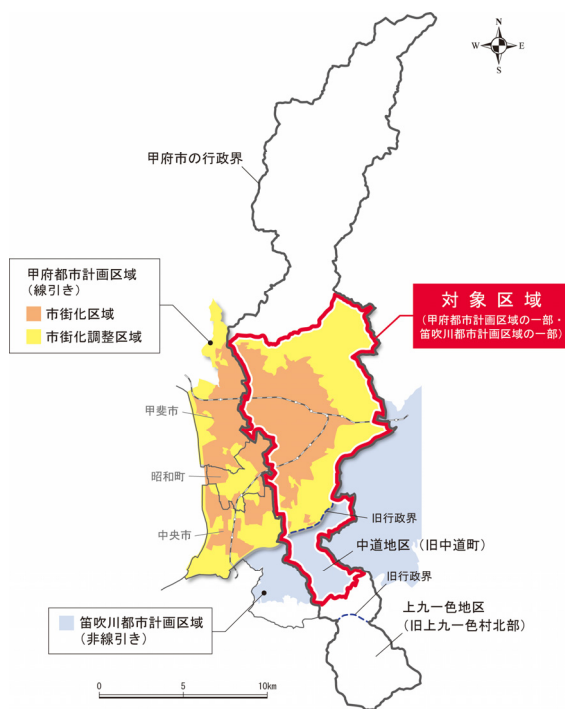 N
W
E
S
甲府市の行政界
甲府都市計画区域
(線引き)
市街化区域
市街化調整区域
対象区域
(甲府都市計画区域の一部・
笛吹川都市計画区域の一部)
甲斐市
昭和町
中央市
旧行政界
中道地区(旧中道町)
旧行政界
上九一色地区
(旧上九一色村北部)
笛吹川都市計画区域
(非線引き)
0
5
10km